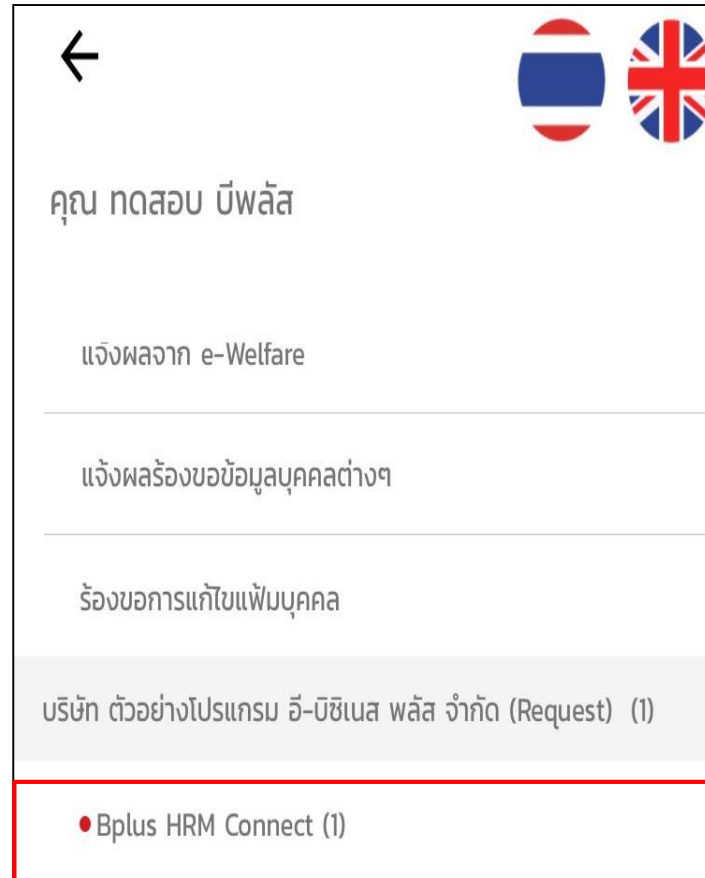 คุณ ทดสอบ บีพลัส
แจ้งผลจาก e-Welfare
แจ้งผลร้องขอข้อมูลบุคคลต่างๆ
ร้องขอการแก้ไขแฟ้มบุคคล
บริษัท ตัวอย่างโปรแกรม อี-บิซิเนส พลัส จำกัด (Request) (1)
Bplus HRM Connect (1)